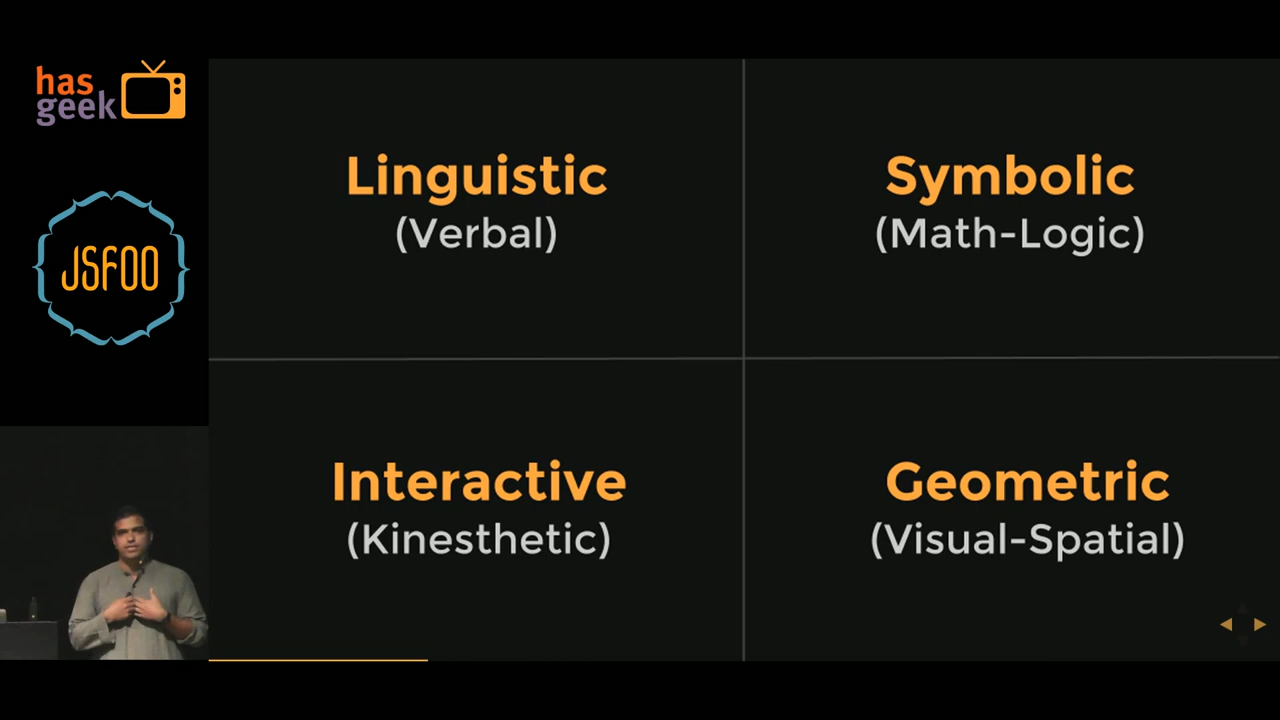 has
geek
JSFOO
Linguistic
(Verbal)
Symbolic
(Math-Logic)
Interactive
(Kinesthetic)
Geometric
(Visual-Spatial)